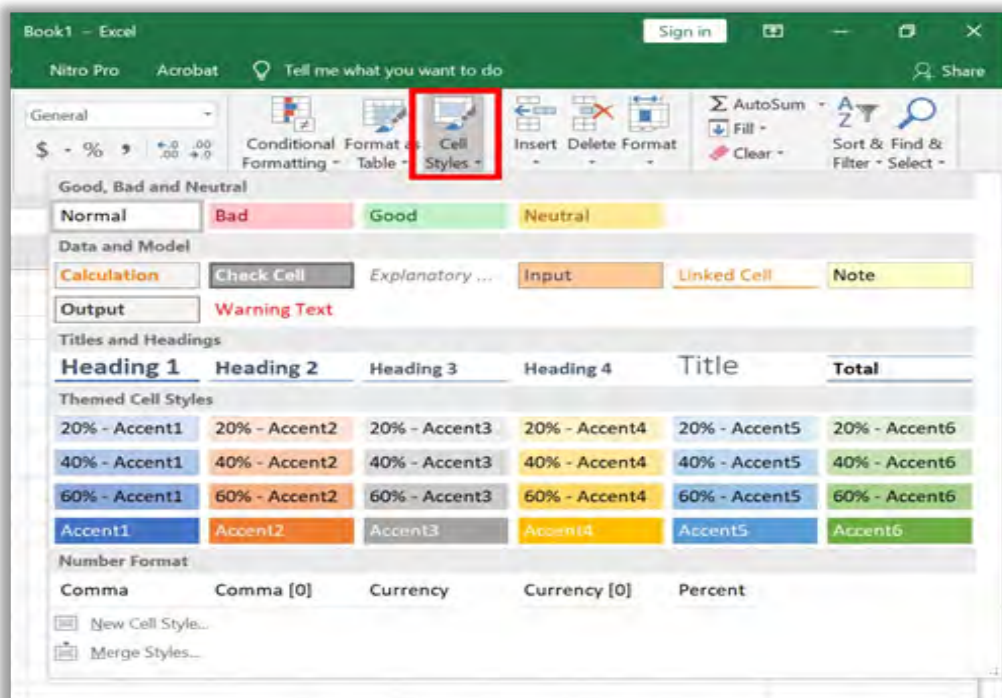 Book1 - Excel Sign in
Nitro Pro Acrobat Tell me what you want to do Share
General Conditional Format as Cell Insert Delete Format AutoSum Sort & Find &
$ % , .0 .00 Formatting Table Styles Fill Filter Select
Clear
Good, Bad and Neutral
Normal Bad Good Neutral
Data and Model
Calculation Check Cell Explanatory ... Input Linked Cell Note
Output Warning Text
Titles and Headings
Heading 1 Heading 2 Heading 3 Heading 4 Title Total
Themed Cell Styles
20% - Accent1 20% - Accent2 20% - Accent3 20% - Accent4 20% - Accent5 20% - Accent6
40% - Accent1 40% - Accent2 40% - Accent3 40% - Accent4 40% - Accent5 40% - Accent6
60% - Accent1 60% - Accent2 60% - Accent3 60% - Accent4 60% - Accent5 60% - Accent6
Accent1 Accent2 Accent3 Accent4 Accent5 Accent6
Number Format
Comma Comma [0] Currency Currency [0] Percent
New Cell Style...
Merge Styles...